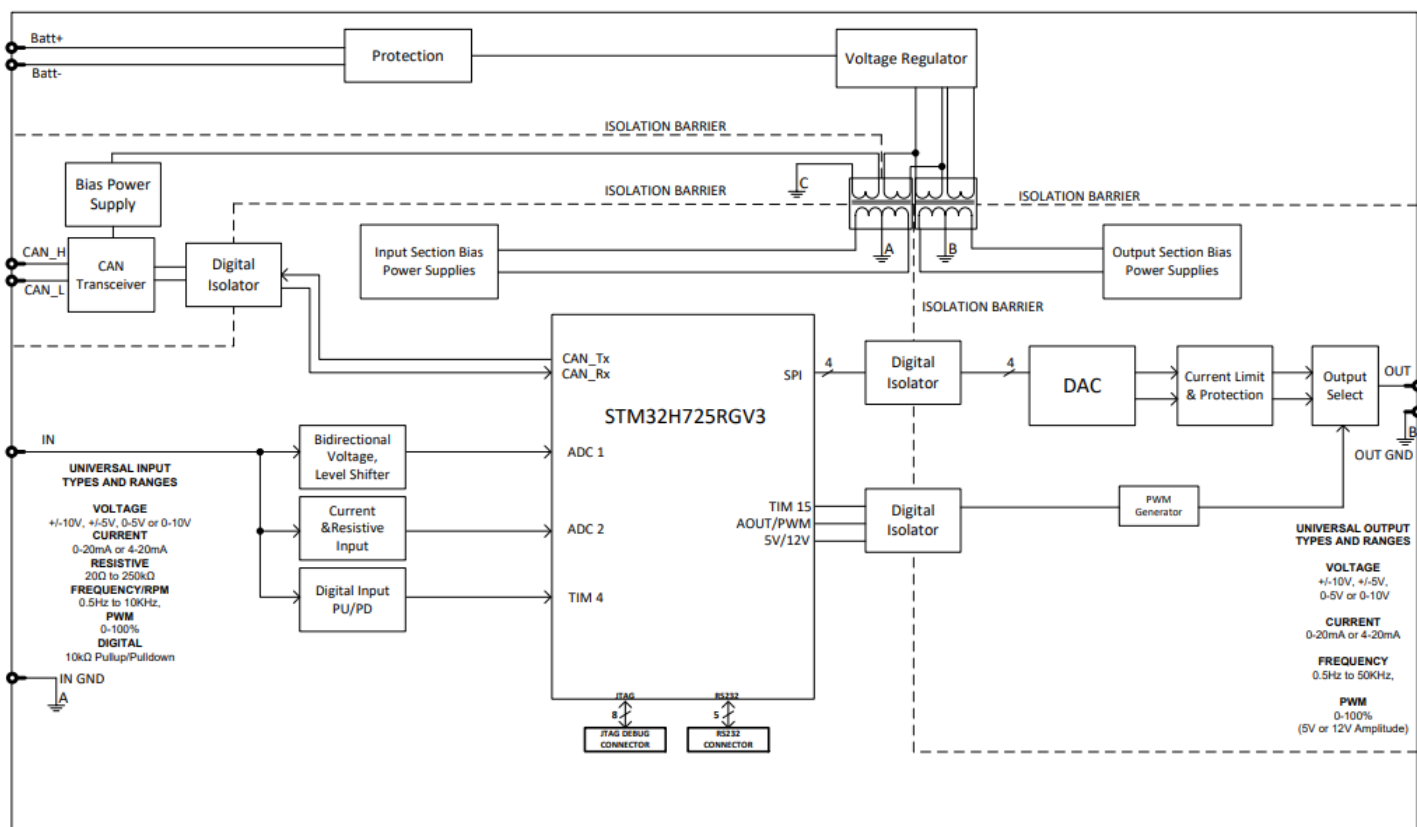 Batt+
Batt-
Protection
Voltage Regulator
ISOLATION BARRIER
Bias Power
Supply
C
ISOLATION BARRIER
ISOLATION BARRIER
CAN_H
CAN_L
CAN
Transceiver
Digital
Isolator
Input Section Bias
Power Supplies
A
B
Output Section Bias
Power Supplies
ISOLATION BARRIER
CAN_Tx
CAN_Rx
SPI
4
Digital
Isolator
4
DAC
Current Limit
& Protection
Output
Select
OUT
B
OUT GND
STM32H725RGV3
IN
Bidirectional
Voltage,
Level Shifter
ADC 1
UNIVERSAL INPUT
TYPES AND RANGES
VOLTAGE
+/-10V, +/-5V, 0-5V or 0-10V
CURRENT
0-20mA or 4-20mA
RESISTIVE
20Ω to 250kΩ
FREQUENCY/RPM
0.5Hz to 10KHz,
PWM
0-100%
DIGITAL
10kΩ Pullup/Pulldown
Current
&Resistive
Input
ADC 2
Digital Input
PU/PD
TIM 4
TIM 15
AOUT/PWM
5V/12V
Digital
Isolator
PWM
Generator
UNIVERSAL OUTPUT
TYPES AND RANGES
VOLTAGE
+/-10V, +/-5V,
0-5V or 0-10V
CURRENT
0-20mA or 4-20mA
FREQUENCY
0.5Hz to 50KHz,
PWM
0-100%
(5V or 12V Amplitude)
IN GND
A
JTAG
RS232
8
5
JTAG DEBUG
CONNECTOR
RS232
CONNECTOR